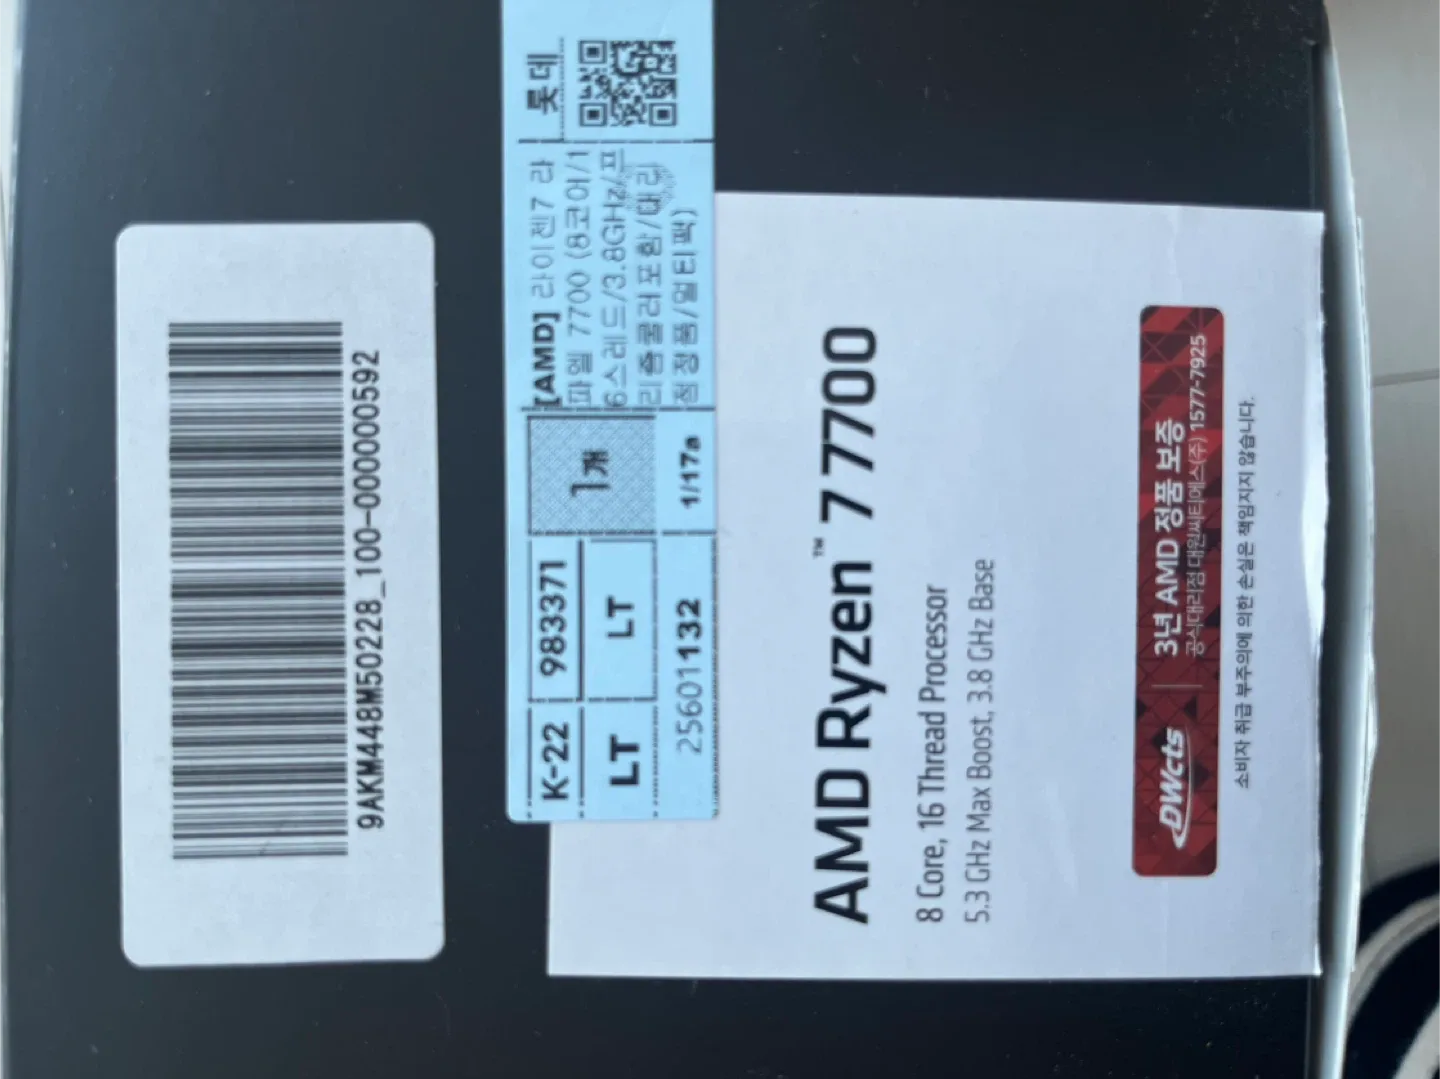 9AKM448M50228_100-000000592
K-22
983371
1개
[AMD] 라이젠7 라
파엘 7700 (8코어/1
6스레드/3.8GHz/프
리즘쿨러포함/대리
점정품/멀티팩)
롯데
LT
LT
25601132
1/17a
AMD Ryzen™ 7 7700
8 Core, 16 Thread Processor
5.3 GHz Max Boost, 3.8 GHz Base
DWcts
3년 AMD 정품 보증
공식대리점 대원씨티에스(주) 1577-7925
소비자 취급 부주의에 의한 손실은 책임지지 않습니다.